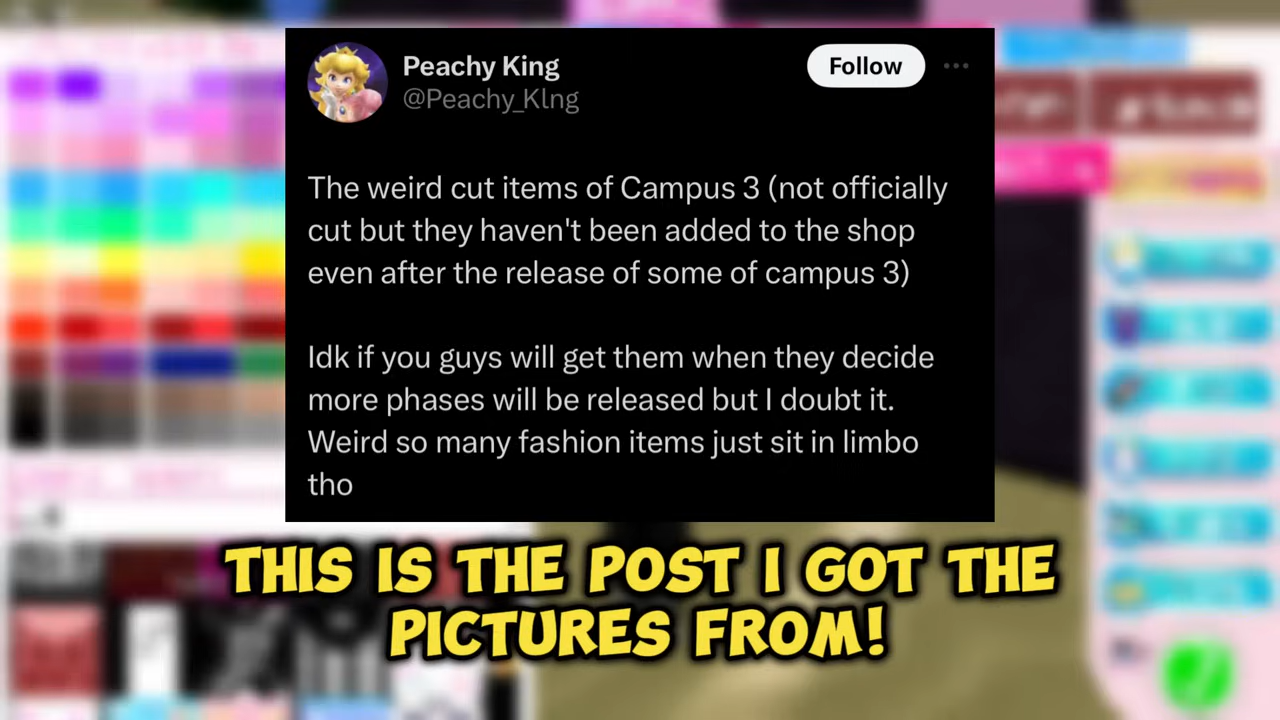 Peachy King
Follow
@Peachy_Klng
The weird cut items of Campus 3 (not officially
cut but they haven't been added to the shop
even after the release of some of campus 3)
Idk if you guys will get them when they decide
more phases will be released but I doubt it.
Weird so many fashion items just sit in limbo
tho
THIS IS THE POST I GOT THE
PICTURES FROM!